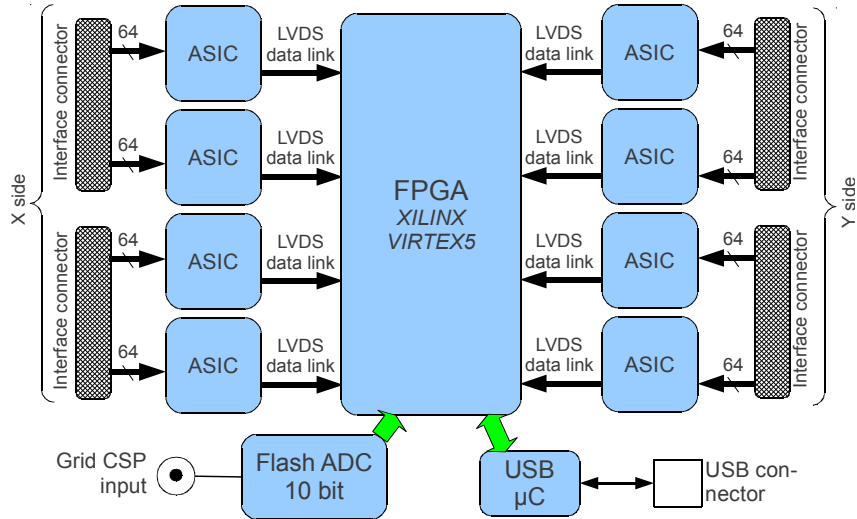 X side
Interface connector
64
ASIC
LVDS
data link
64
ASIC
LVDS
data link
Interface connector
64
ASIC
LVDS
data link
64
ASIC
LVDS
data link
FPGA
XILINX
VIRTEX5
LVDS
data link
ASIC
64
LVDS
data link
ASIC
64
Interface connector
LVDS
data link
ASIC
64
LVDS
data link
ASIC
64
Interface connector
Y side
Grid CSP
input
Flash ADC
10 bit
USB
µC
USB con-
nector